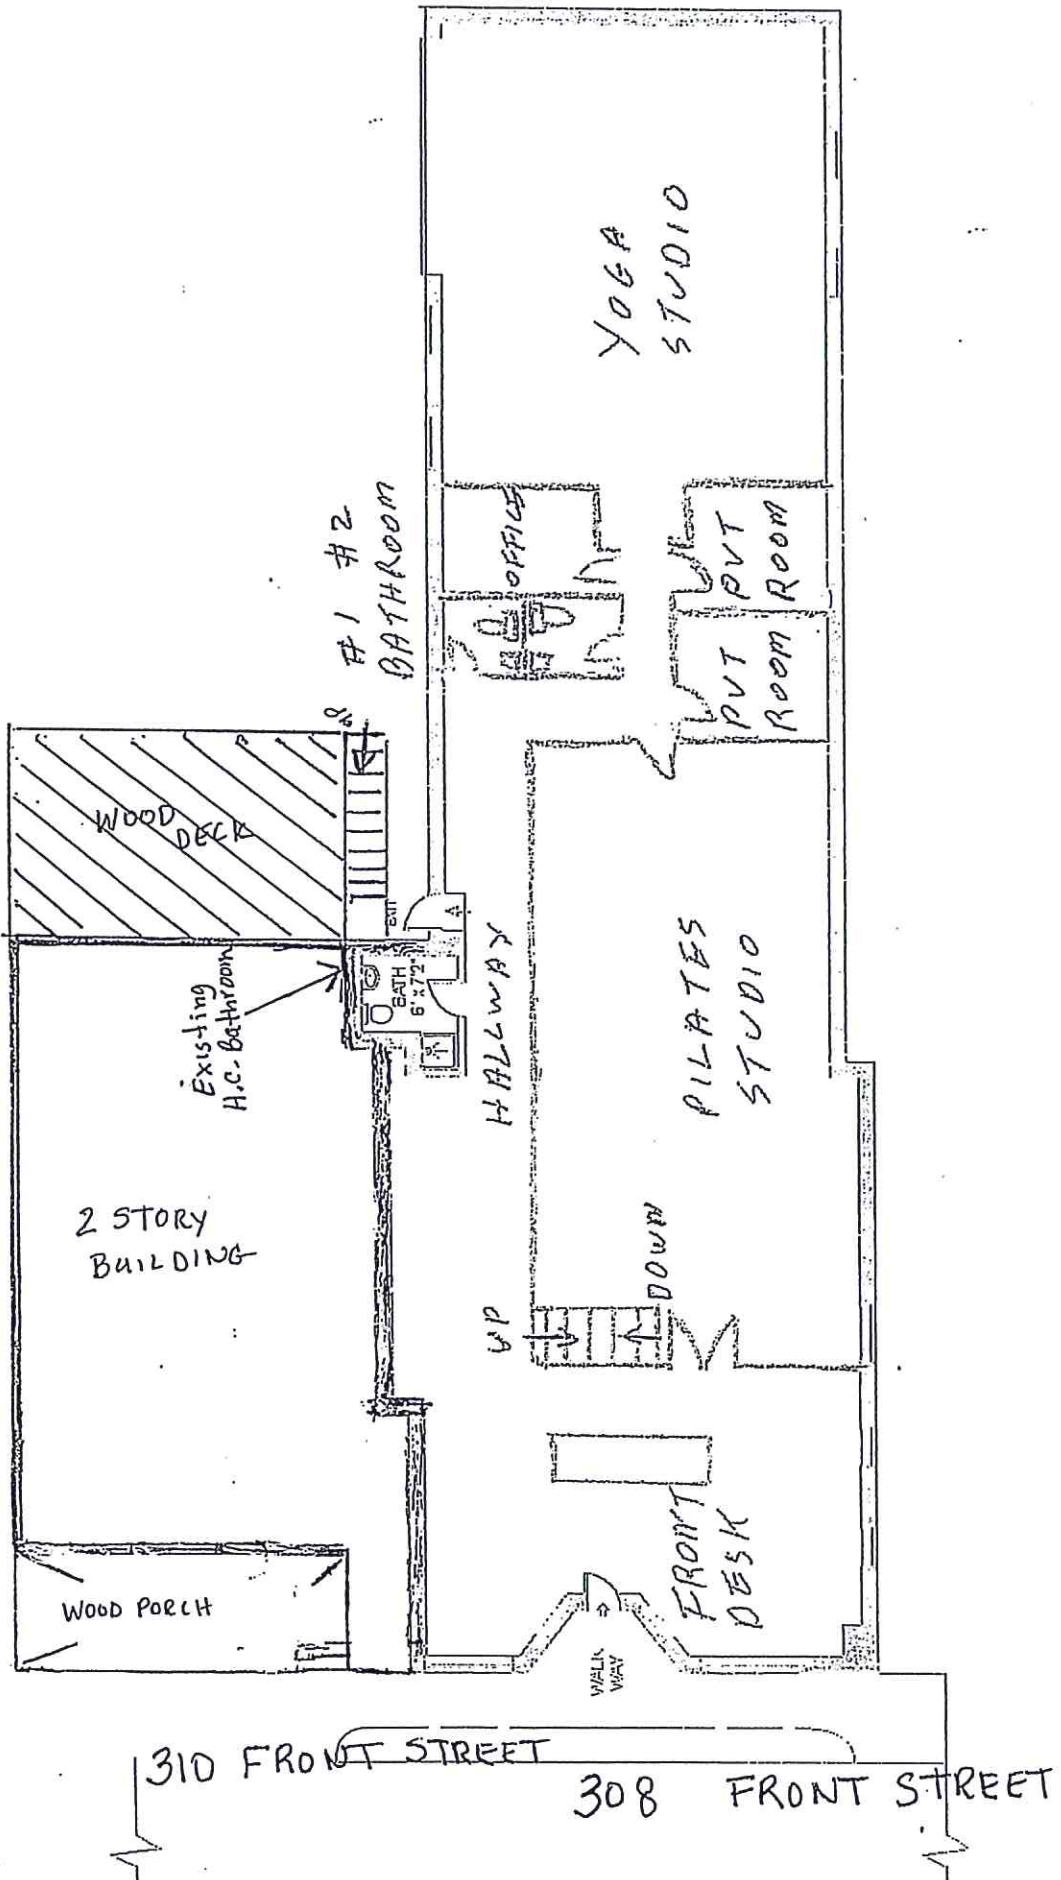 YOGA
STUDIO
#1 #2
BATHROOM
OFFICE
PVT
ROOM
PVT
ROOM
UP
WOOD
DECK
EXIT
Existing
H.C. Bathroom
BATH
6' x 7'2"
HALLWAY
PILATES
STUDIO
2 STORY
BUILDING
UP
DOWN
FRONT
DESK
WOOD PORCH
WALK
WAY
310 FRONT STREET
308 FRONT STREET